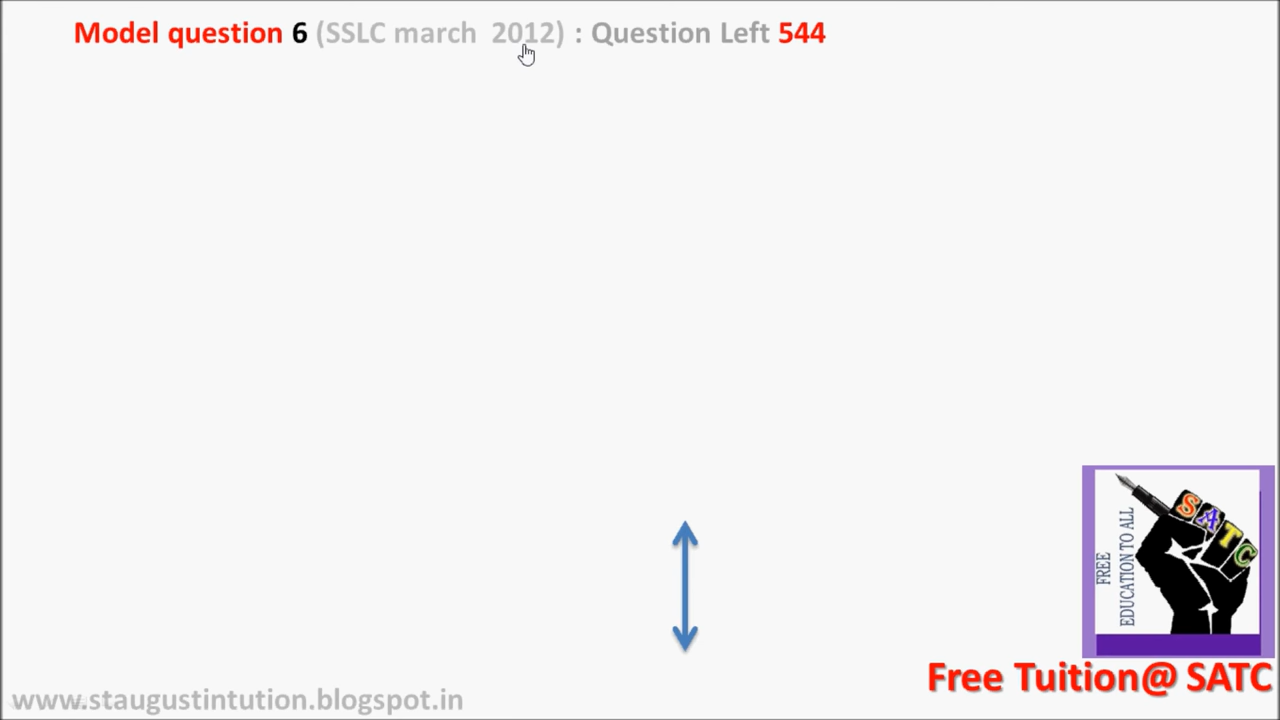 Model question 6 (SSLC march 2012) : Question Left 544
FREE
EDUCATION TO ALL
SATC
Free Tuition@ SATC
www.staugustintution.blogspot.in